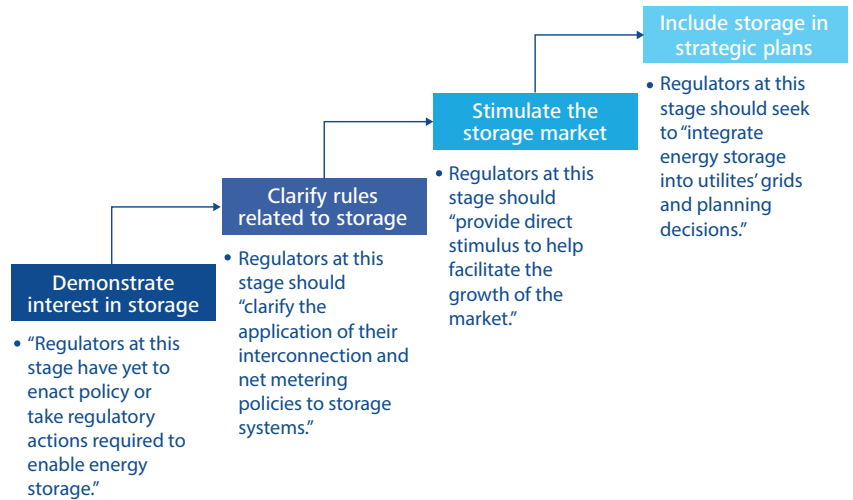 Demonstrate
interest in storage
• “Regulators at this
stage have yet to
enact policy or
take regulatory
actions required to
enable energy
storage.”
Clarify rules
related to storage
• Regulators at this
stage should
“clarify the
application of their
interconnection and
net metering
policies to storage
systems.”
Stimulate the
storage market
• Regulators at this
stage should
“provide direct
stimulus to help
facilitate the
growth of the
market.”
Include storage in
strategic plans
• Regulators at this
stage should seek
to “integrate
energy storage
into utilites’ grids
and planning
decisions.”